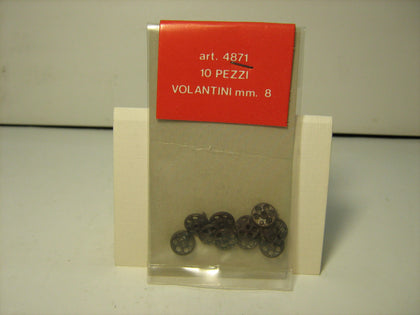 art. 4871
10 PEZZI
VOLANTINI mm. 8